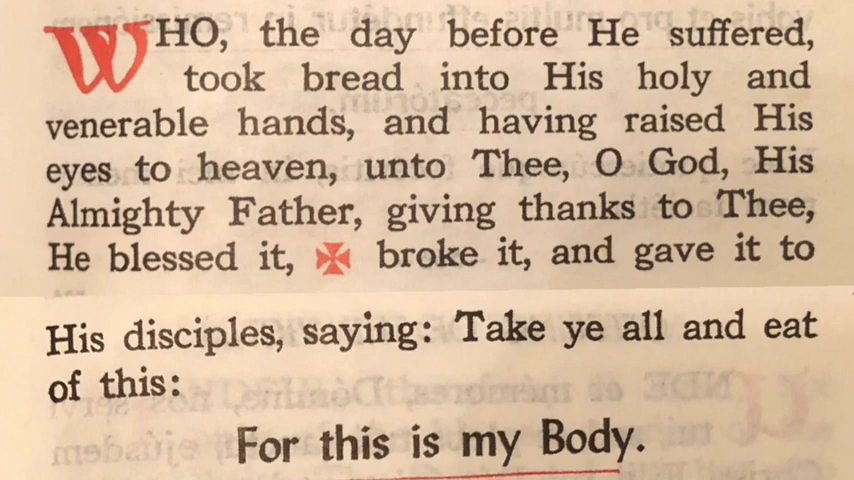 WHO, the day before He suffered,
took bread into His holy and
venerable hands, and having raised His
eyes to heaven, unto Thee, O God, His
Almighty Father, giving thanks to Thee,
He blessed it, ✠ broke it, and gave it to
His disciples, saying: Take ye all and eat
of this:
For this is my Body.